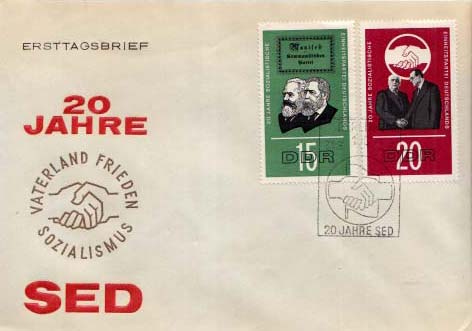 ERSTTAGSBRIEF
20
JAHRE
VATERLAND FRIEDEN
SOZIALISMUS
SED
20 JAHRE SOZIALISTISCHE
EINHEITSPARTEI DEUTSCHLANDS
Manifest
Kommunistischen
Partei
15
DDR
20 JAHRE SOZIALISTISCHE
EINHEITSPARTEI DEUTSCHLANDS
20
DDR
20 JAHRE SED